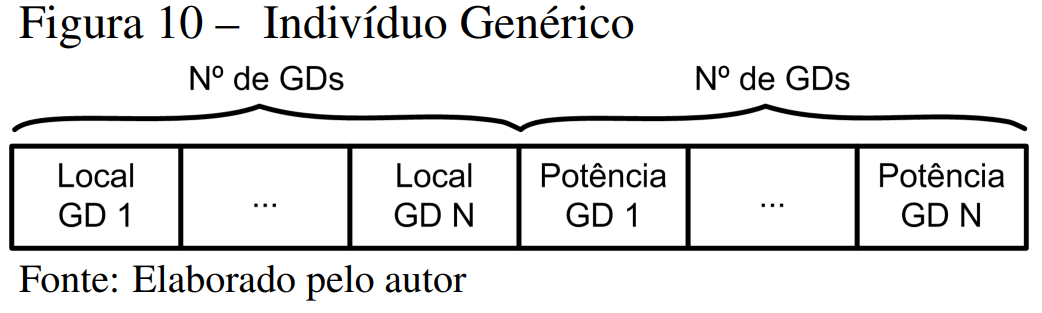 Figura 10 – Indivíduo Genérico
Nº de GDs Nº de GDs
Local ... Local Potência ... Potência
GD 1 GD N GD 1 GD N
Fonte: Elaborado pelo autor